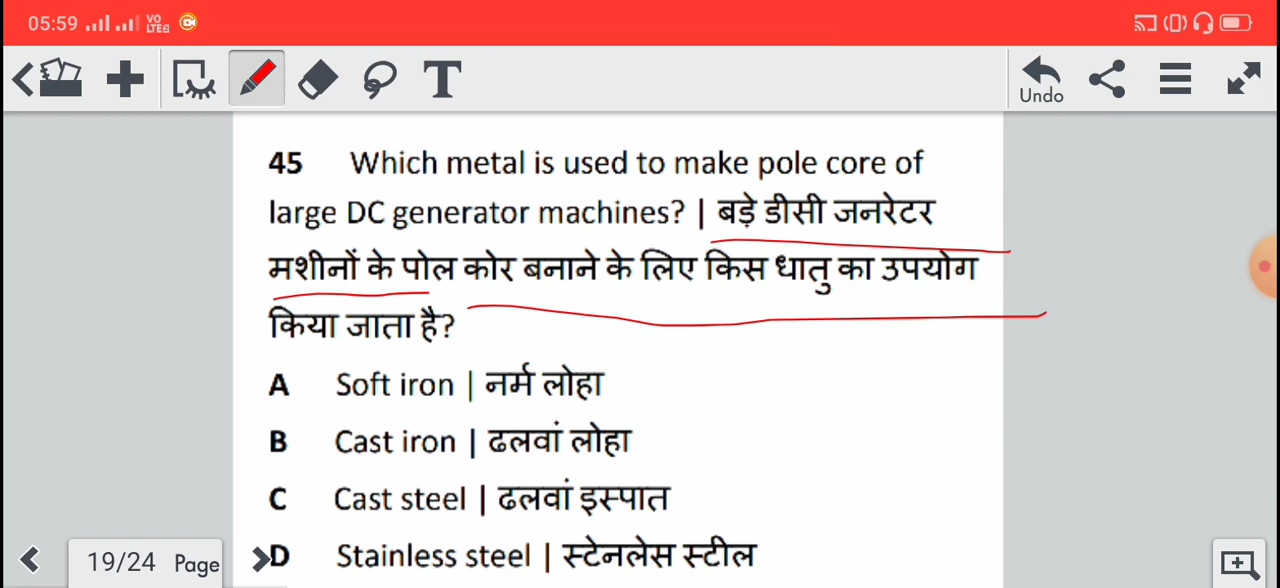 05:59 VO LTE2
T Undo
45 Which metal is used to make pole core of
large DC generator machines? | बड़े डीसी जनरेटर
मशीनों के पोल कोर बनाने के लिए किस धातु का उपयोग
किया जाता है?
A Soft iron | नर्म लोहा
B Cast iron | ढलवां लोहा
C Cast steel | ढलवां इस्पात
D Stainless steel | स्टेनलेस स्टील
19/24 Page